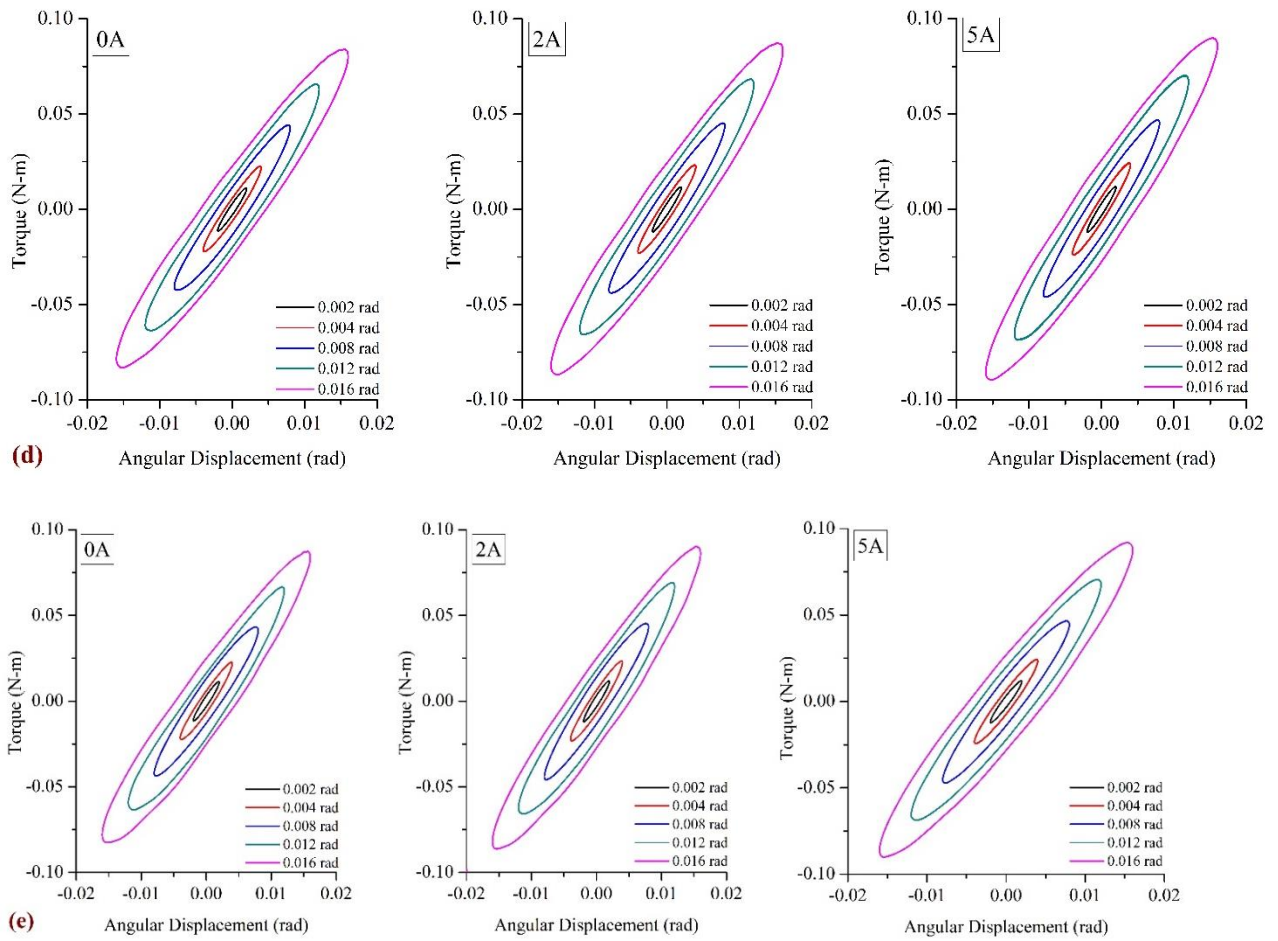 0.10
0A
0.05
0.00
-0.05
-0.10
Torque (N-m)
0.002 rad
0.004 rad
0.008 rad
0.012 rad
0.016 rad
-0.02 -0.01 0.00 0.01 0.02
Angular Displacement (rad)
0.10
2A
0.05
0.00
-0.05
-0.10
Torque (N-m)
0.002 rad
0.004 rad
0.008 rad
0.012 rad
0.016 rad
-0.02 -0.01 0.00 0.01 0.02
Angular Displacement (rad)
0.10
5A
0.05
0.00
-0.05
-0.10
Torque (N-m)
0.002 rad
0.004 rad
0.008 rad
0.012 rad
0.016 rad
-0.02 -0.01 0.00 0.01 0.02
Angular Displacement (rad)
(d)
0.10
0A
0.05
0.00
-0.05
-0.10
Torque (N-m)
0.002 rad
0.004 rad
0.008 rad
0.012 rad
0.016 rad
-0.02 -0.01 0.00 0.01 0.02
Angular Displacement (rad)
0.10
2A
0.05
0.00
-0.05
-0.10
Torque (N-m)
0.002 rad
0.004 rad
0.008 rad
0.012 rad
0.016 rad
-0.02 -0.01 0.00 0.01 0.02
Angular Displacement (rad)
0.10
5A
0.05
0.00
-0.05
-0.10
Torque (N-m)
0.002 rad
0.004 rad
0.008 rad
0.012 rad
0.016 rad
-0.02 -0.01 0.00 0.01 0.02
Angular Displacement (rad)
(e)